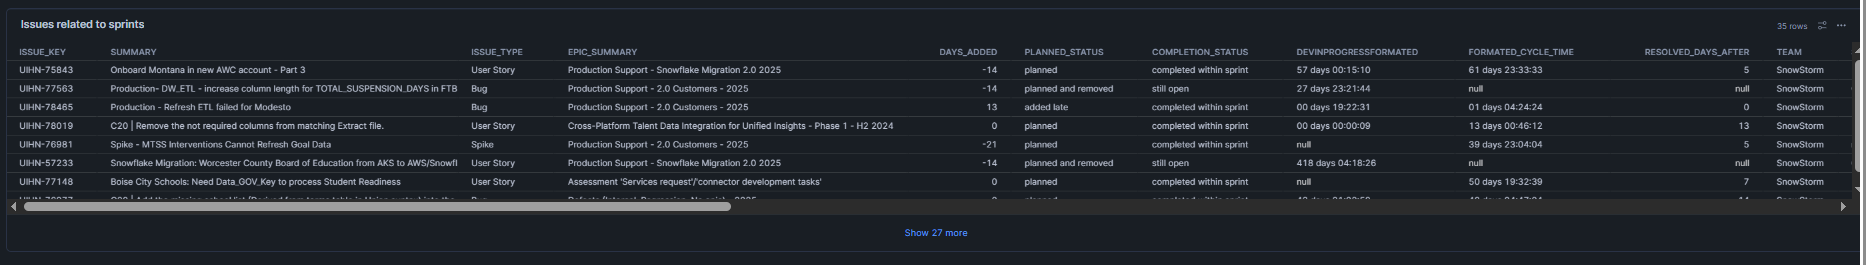 Issues related to sprints
35 rows
ISSUE_KEY SUMMARY ISSUE_TYPE EPIC_SUMMARY DAYS_ADDED PLANNED_STATUS COMPLETION_STATUS DEVINPROGRESSFORMATED FORMATED_CYCLE_TIME RESOLVED_DAYS_AFTER TEAM
UIHN-75843 Onboard Montana in new AWC account - Part 3 User Story Production Support - Snowflake Migration 2.0 2025 -14 planned completed within sprint 57 days 00:15:10 61 days 23:33:33 5 SnowStorm
UIHN-77563 Production- DW_ETL - increase column length for TOTAL_SUSPENSION_DAYS in FTB Bug Production Support - 2.0 Customers - 2025 -14 planned and removed still open 27 days 23:21:44 null null SnowStorm
UIHN-78465 Production - Refresh ETL failed for Modesto Bug Production Support - 2.0 Customers - 2025 13 added late completed within sprint 00 days 19:22:31 01 days 04:24:24 0 SnowStorm
UIHN-78019 C20 | Remove the not required columns from matching Extract file. User Story Cross-Platform Talent Data Integration for Unified Insights - Phase 1 - H2 2024 0 planned completed within sprint 00 days 00:00:09 13 days 00:46:12 13 SnowStorm
UIHN-76981 Spike - MTSS Interventions Cannot Refresh Goal Data Spike Production Support - 2.0 Customers - 2025 -21 planned completed within sprint null 39 days 23:04:04 5 SnowStorm
UIHN-57233 Snowflake Migration: Worcester County Board of Education from AKS to AWS/Snowfl User Story Production Support - Snowflake Migration 2.0 2025 -14 planned and removed still open 418 days 04:18:26 null null SnowStorm
UIHN-77148 Boise City Schools: Need Data_GOV_Key to process Student Readiness User Story Assessment 'Services request'/'connector development tasks' 0 planned completed within sprint null 50 days 19:32:39 7 SnowStorm
Show 27 more